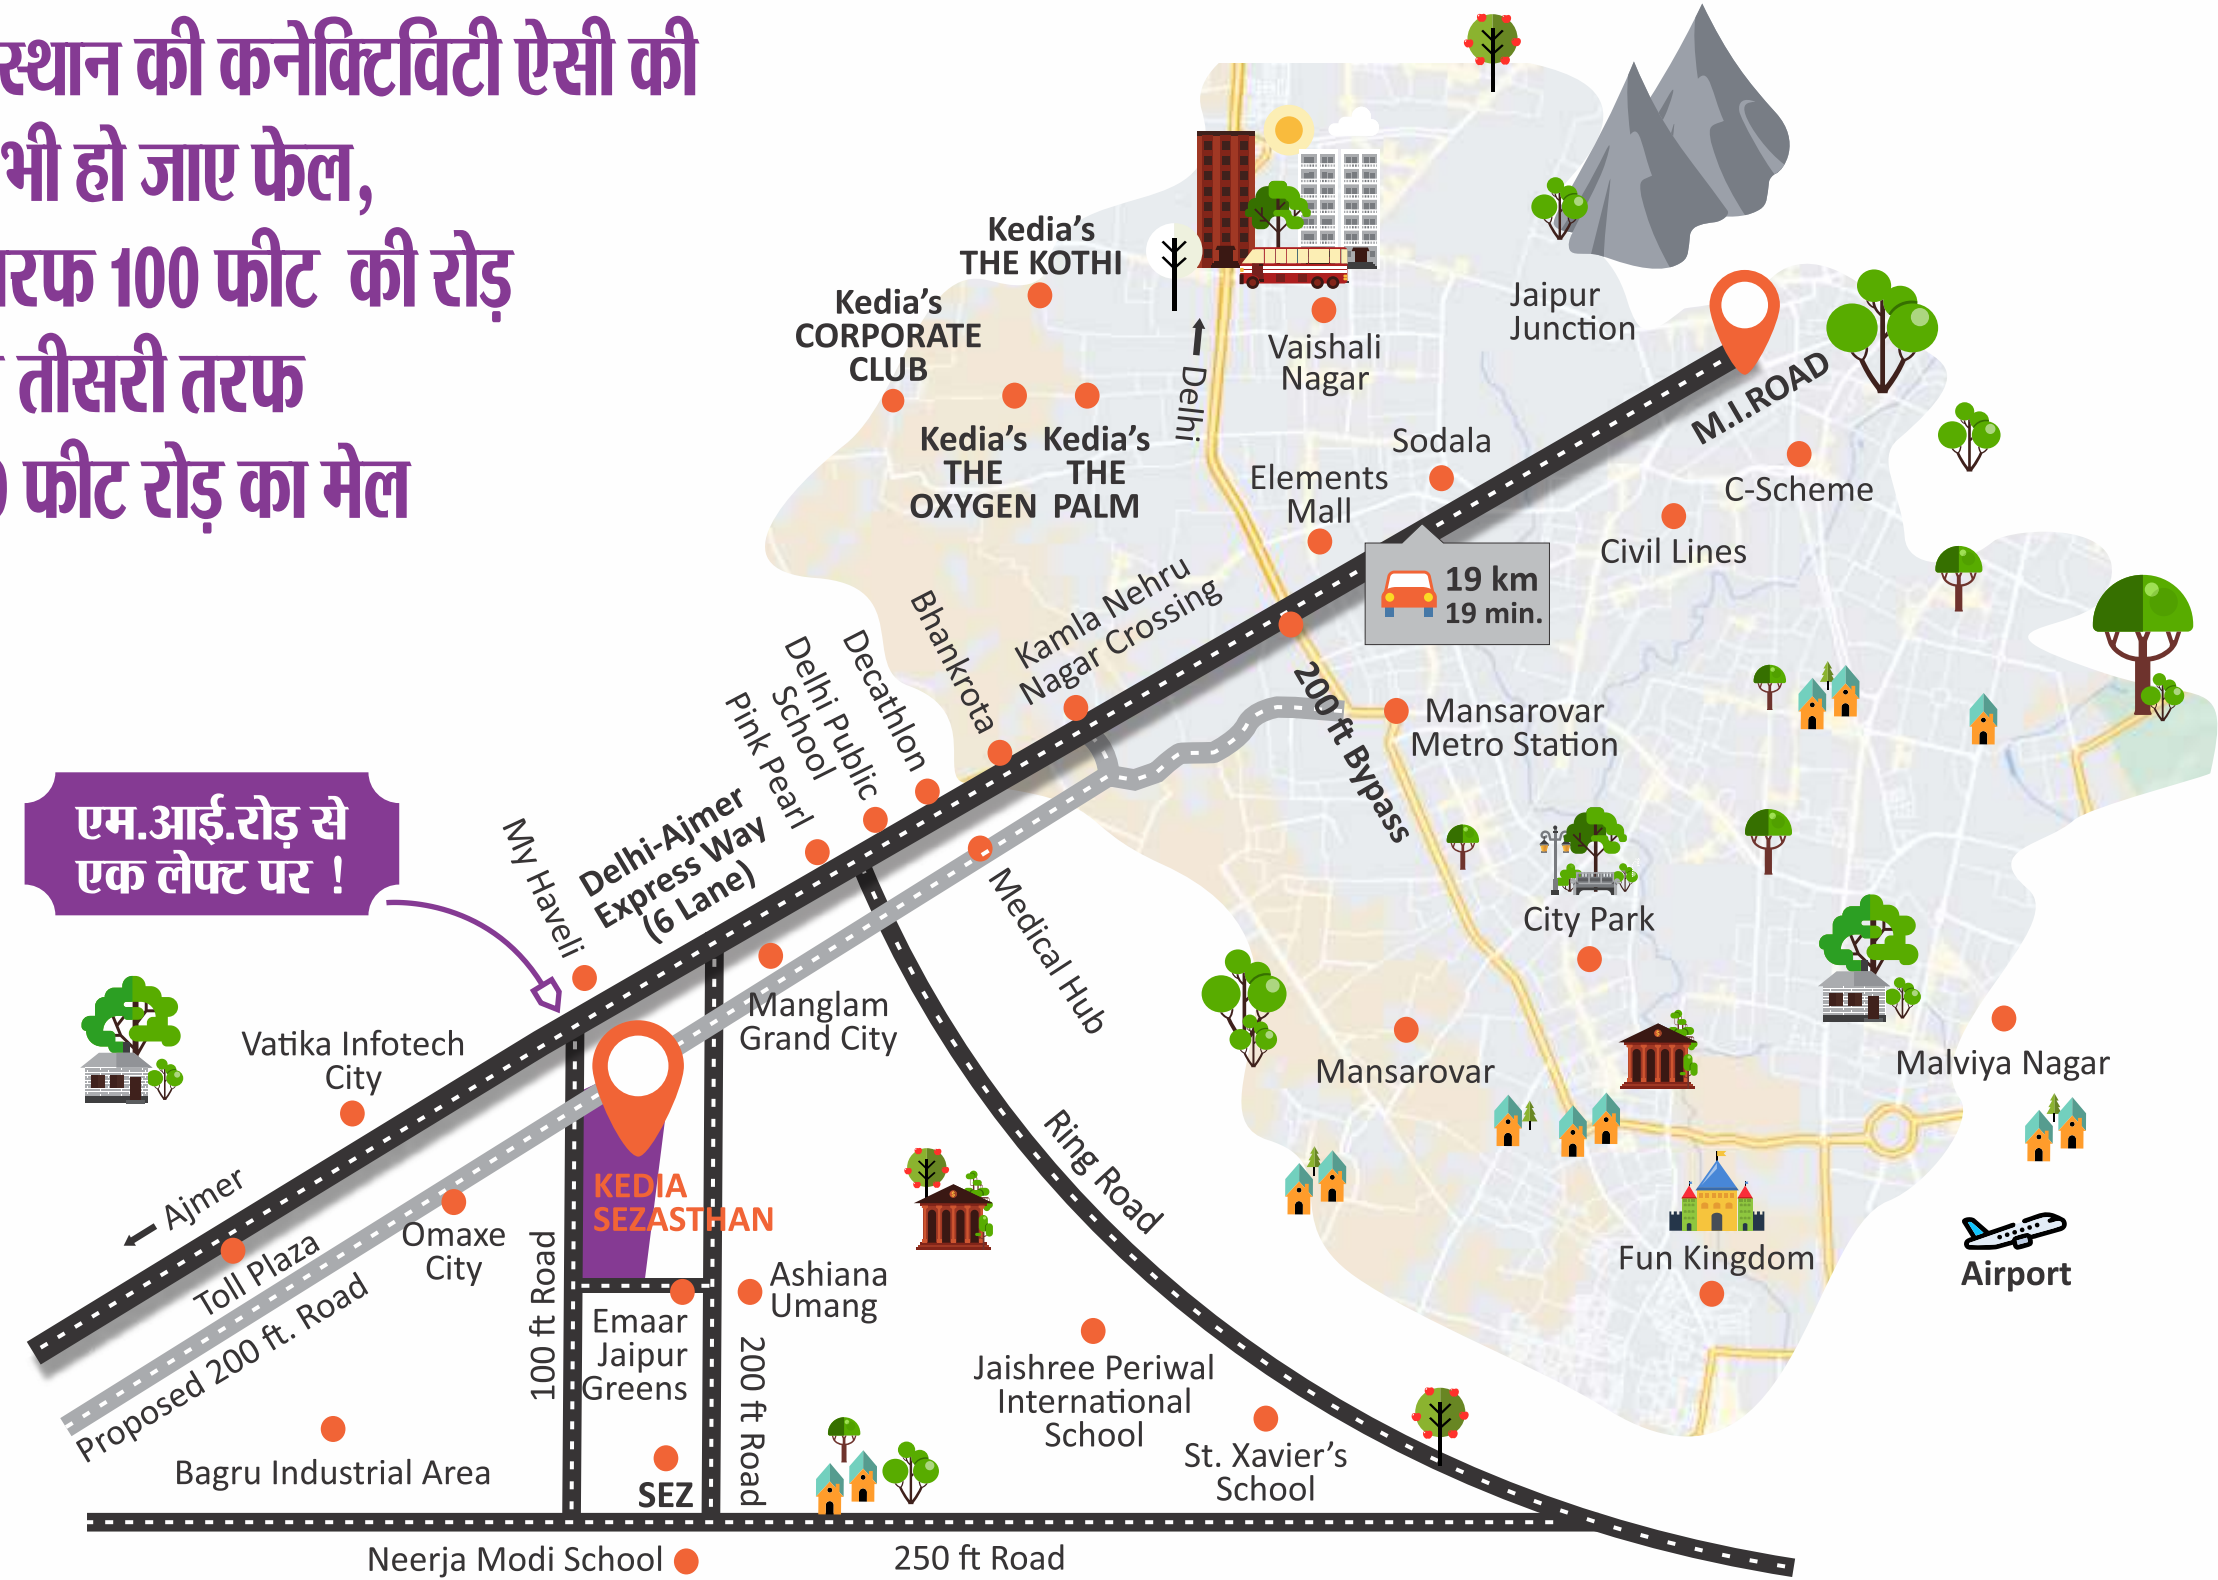 स्थान की कनेक्टिविटी ऐसी की
भी हो जाए फेल,
रफ 100 फीट की रोड़
तीसरी तरफ
फीट रोड़ का मेल
Kedia's
THE KOTHI
Kedia's
CORPORATE
CLUB
Kedia's
THE
OXYGEN
Kedia's
THE
PALM
Delhi
Vaishali
Nagar
Jaipur
Junction
M.I.ROAD
Sodala
Elements
Mall
C-Scheme
Civil Lines
19 km
19 min.
Kamla Nehru
Nagar Crossing
Bhankrota
Decathlon
Delhi Public
School
Pink Pearl
200 ft Bypass
Mansarovar
Metro Station
एम.आई.रोड़ से
एक लेफ्ट पर !
My Haveli
Delhi-Ajmer
Express Way
(6 Lane)
Medical Hub
City Park
Manglam
Grand City
Vatika Infotech
City
Mansarovar
Malviya Nagar
Ring Road
Ajmer
Toll Plaza
Proposed 200 ft. Road
Omaxe
City
KEDIA
SEZASTHAN
100 ft Road
Emaar
Jaipur
Greens
Ashiana
Umang
200 ft Road
Fun Kingdom
Airport
Jaishree Periwal
International
School
St. Xavier's
School
Bagru Industrial Area
SEZ
Neerja Modi School
250 ft Road